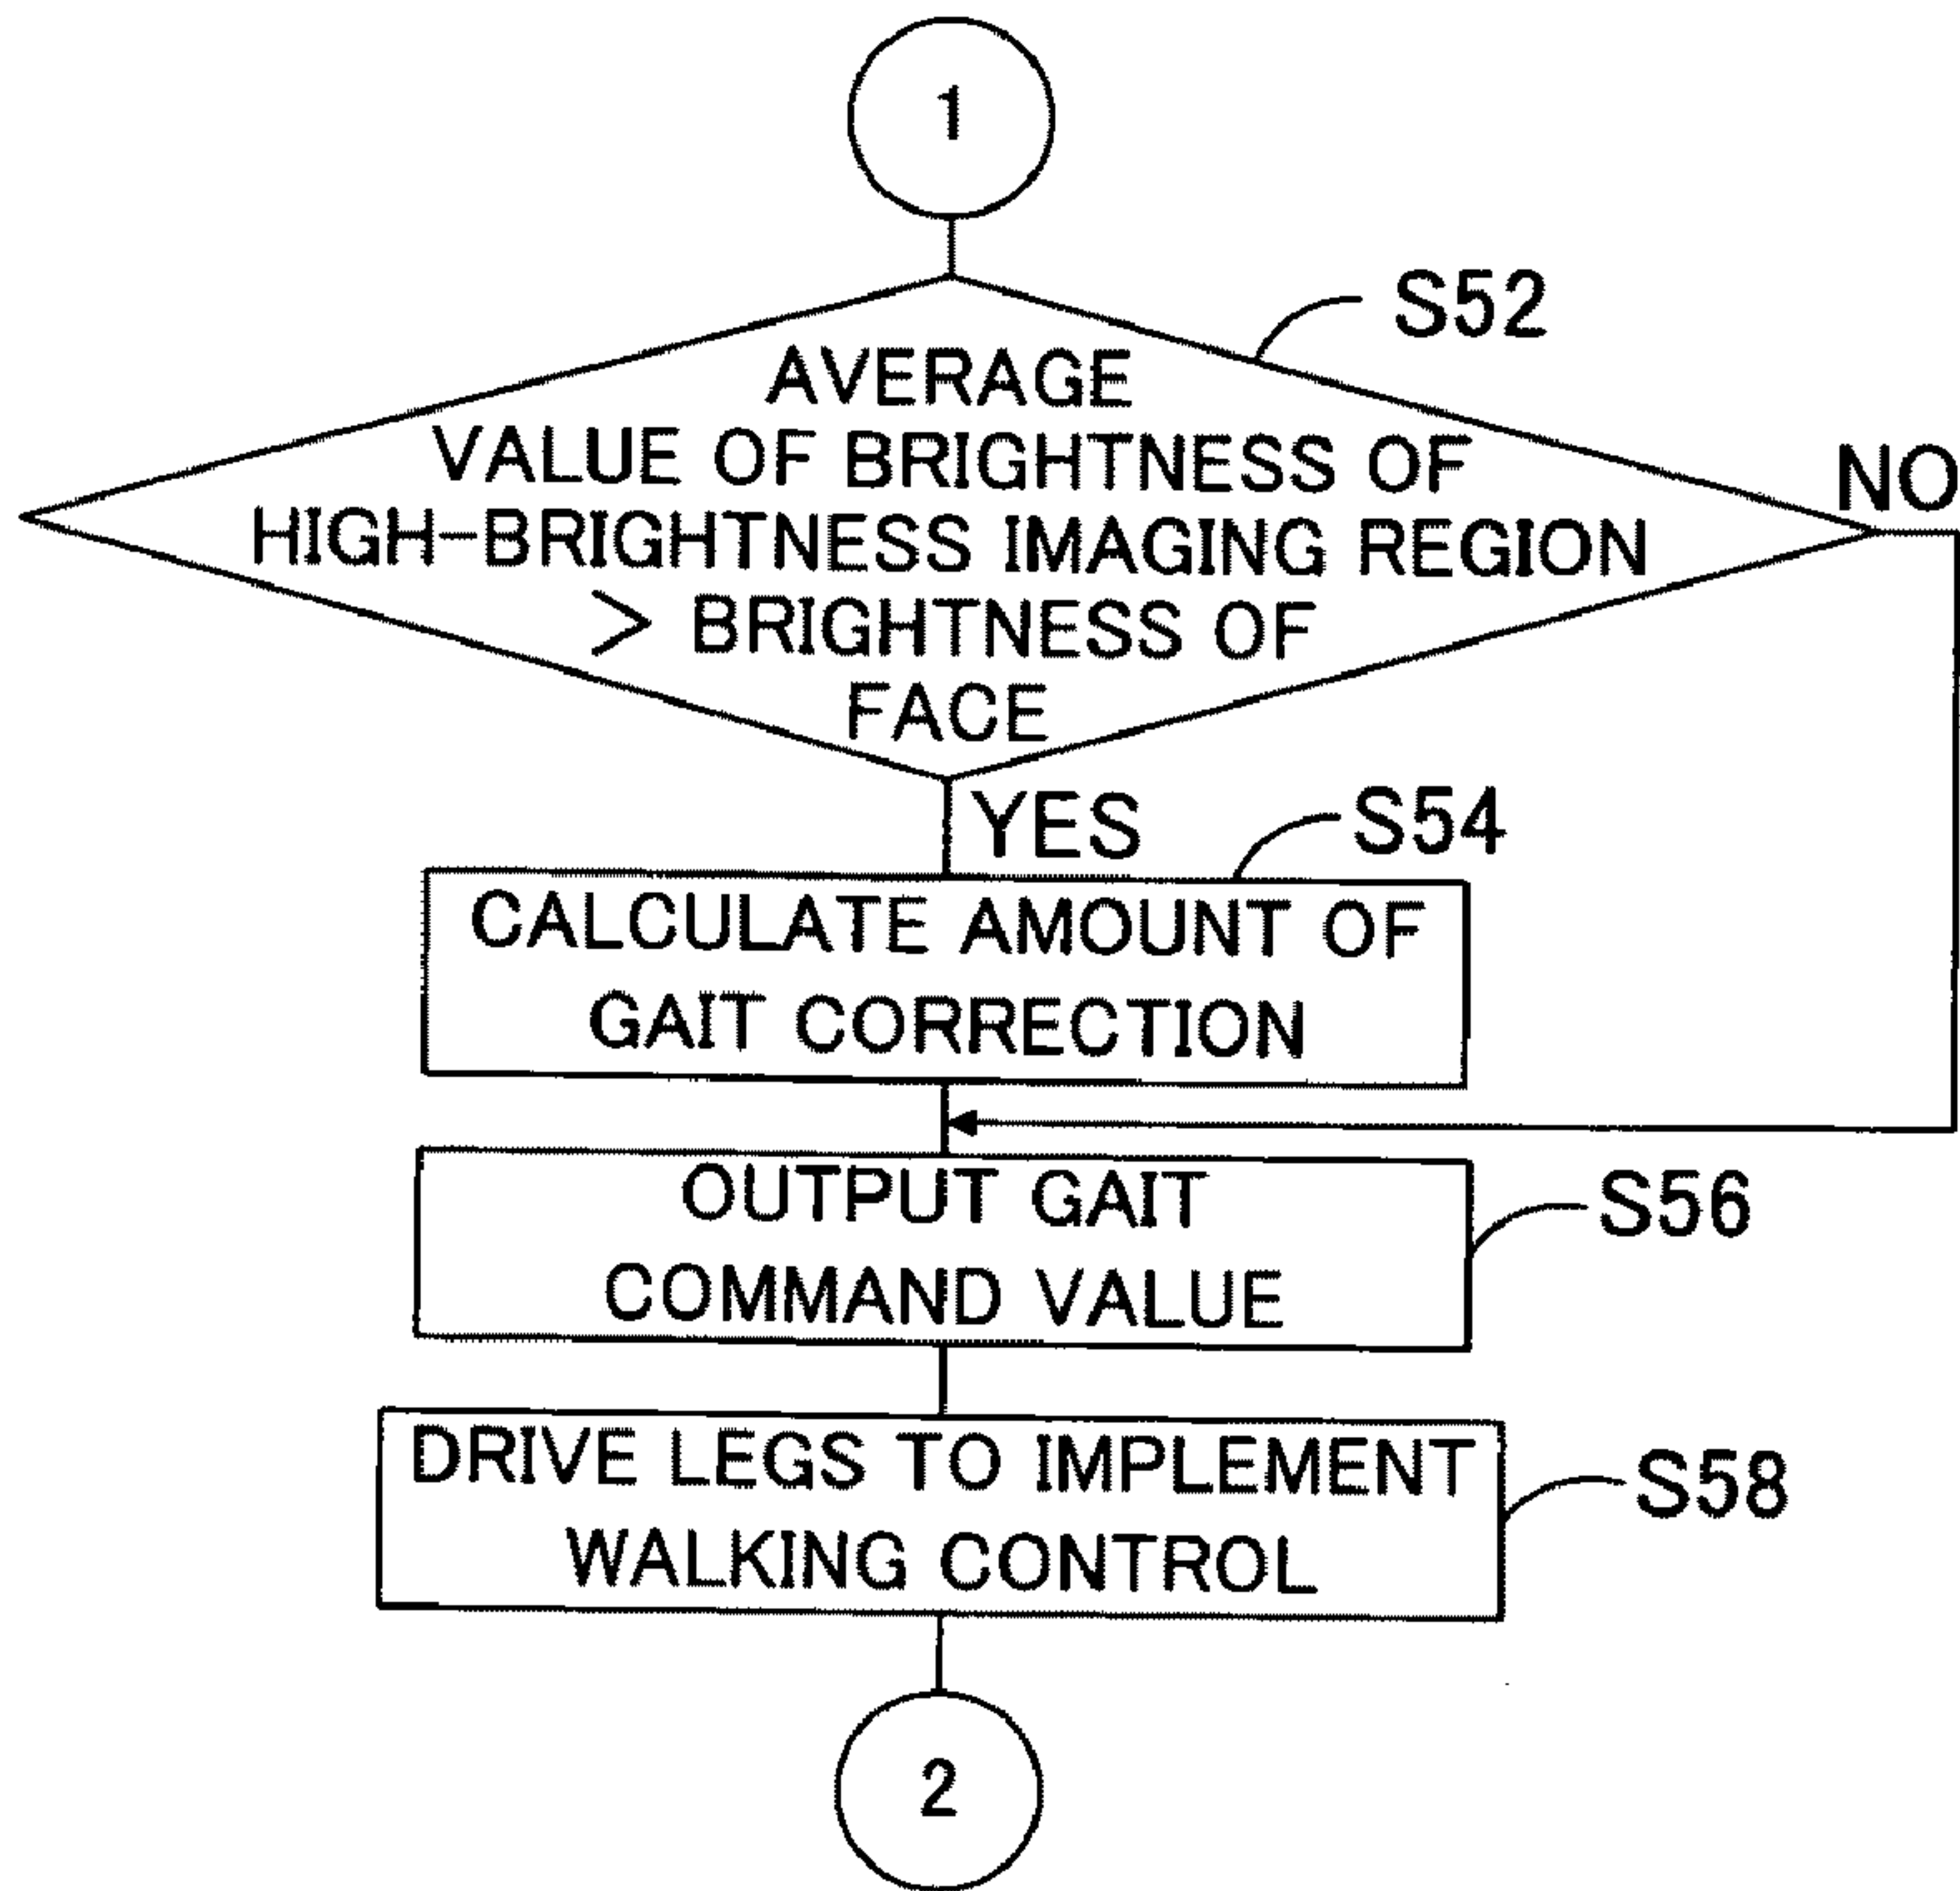 1
S52
AVERAGE
VALUE OF BRIGHTNESS OF
HIGH-BRIGHTNESS IMAGING REGION
> BRIGHTNESS OF
FACE
NO
YES
S54
CALCULATE AMOUNT OF
GAIT CORRECTION
OUTPUT GAIT
COMMAND VALUE
S56
DRIVE LEGS TO IMPLEMENT
WALKING CONTROL
S58
2